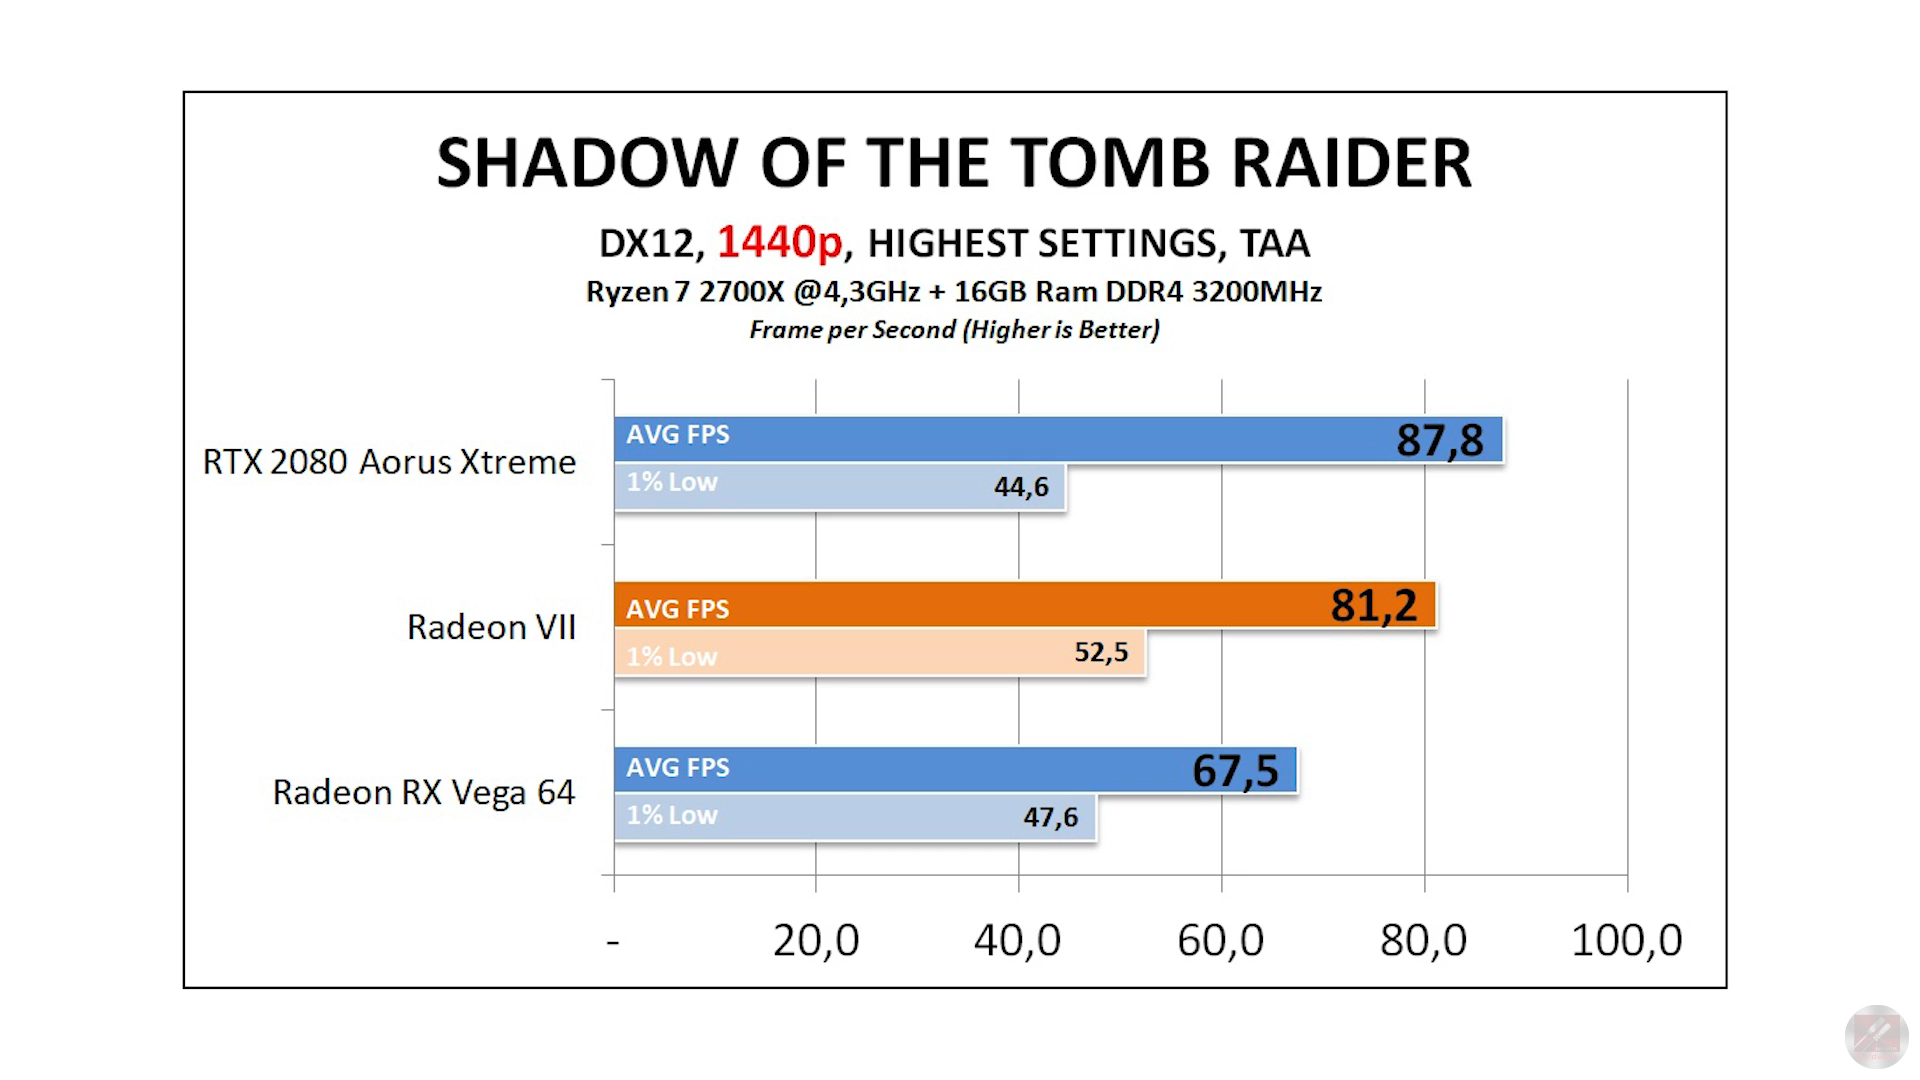 SHADOW OF THE TOMB RAIDER
DX12, 1440p, HIGHEST SETTINGS, TAA
Ryzen 7 2700X @4,3GHz + 16GB Ram DDR4 3200MHz
Frame per Second (Higher is Better)
RTX 2080 Aorus Xtreme
AVG FPS 87,8
1% Low 44,6
Radeon VII
AVG FPS 81,2
1% Low 52,5
Radeon RX Vega 64
AVG FPS 67,5
1% Low 47,6
- 20,0 40,0 60,0 80,0 100,0